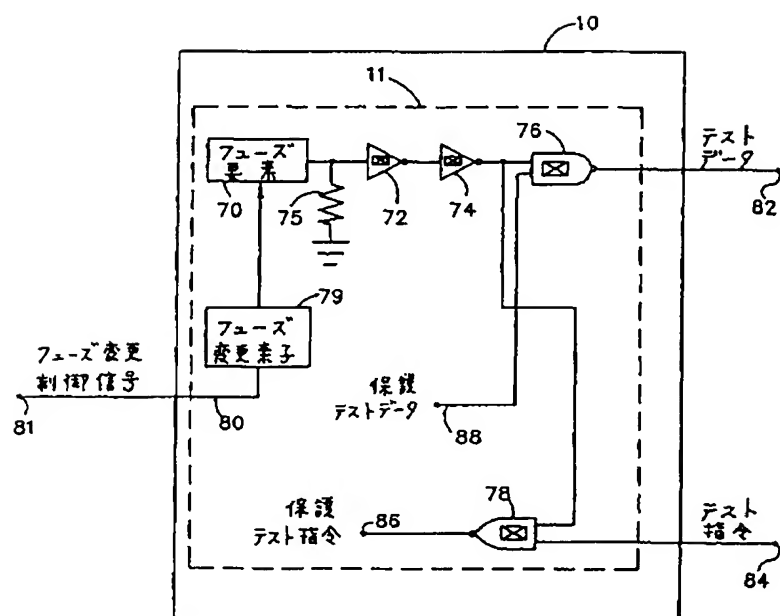 10
11
フューズ
要素
70
75
72
74
76
テスト
データ
82
79
フューズ
変更素子
フューズ変更
制御信号
81
80
保護
テストデータ
88
保護
テスト指令
86
78
テスト
指令
84